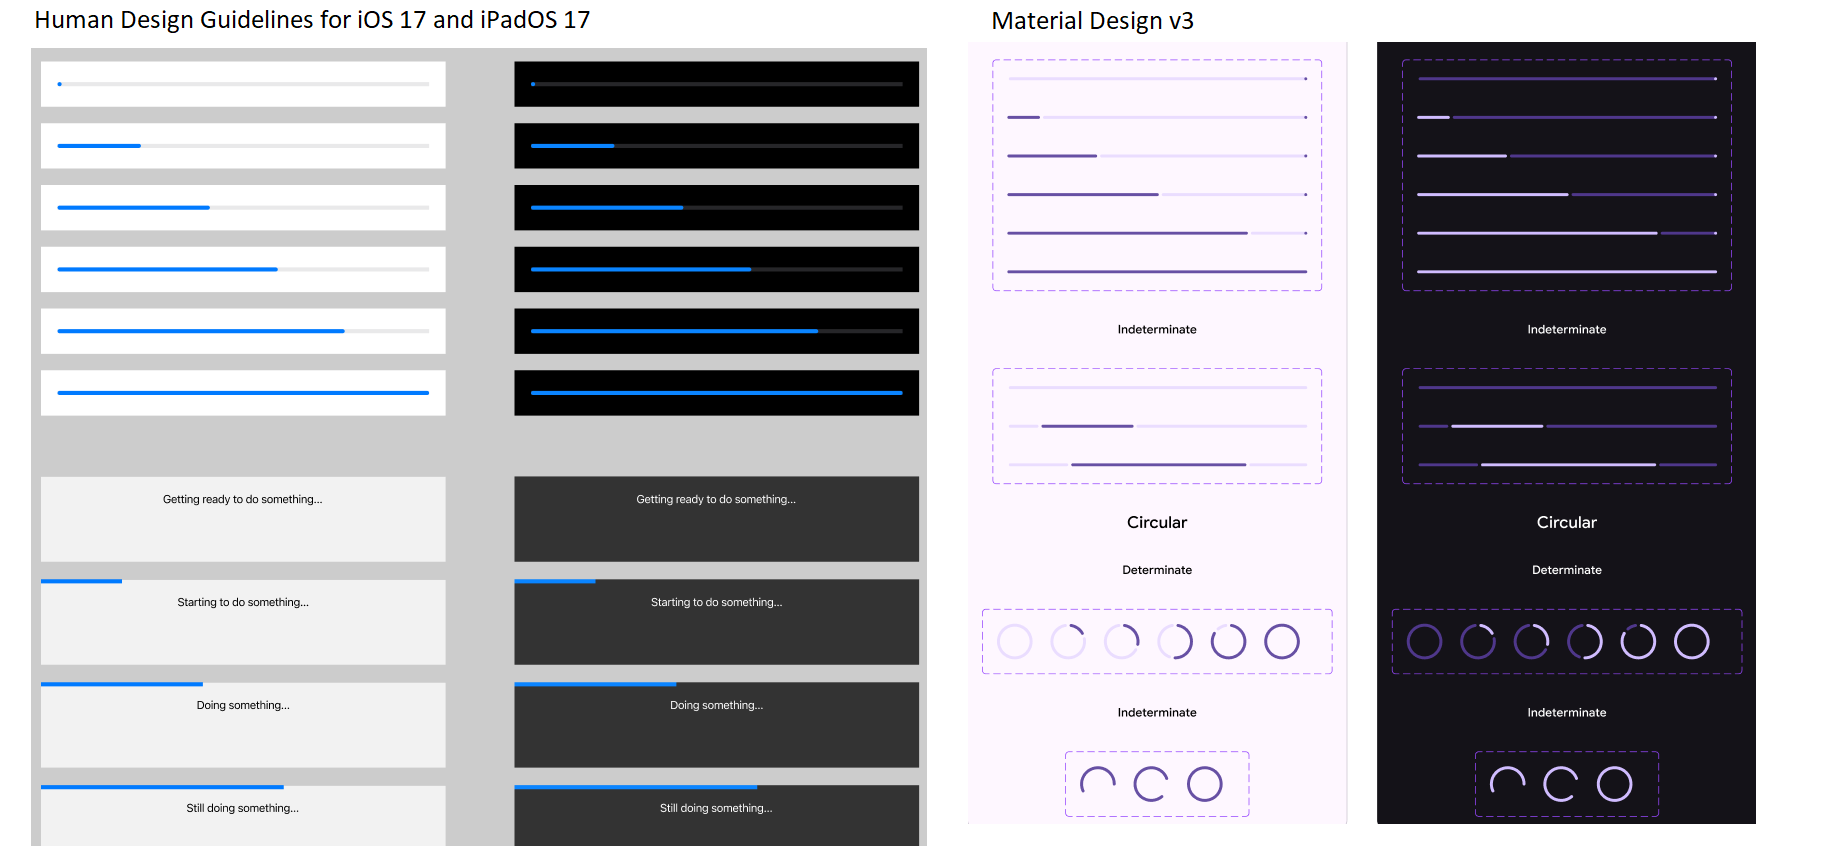 Human Design Guidelines for iOS 17 and iPadOS 17
Getting ready to do something...
Getting ready to do something...
Starting to do something...
Starting to do something...
Doing something...
Doing something...
Still doing something...
Still doing something...
Material Design v3
Indeterminate
Indeterminate
Circular
Circular
Determinate
Determinate
Indeterminate
Indeterminate